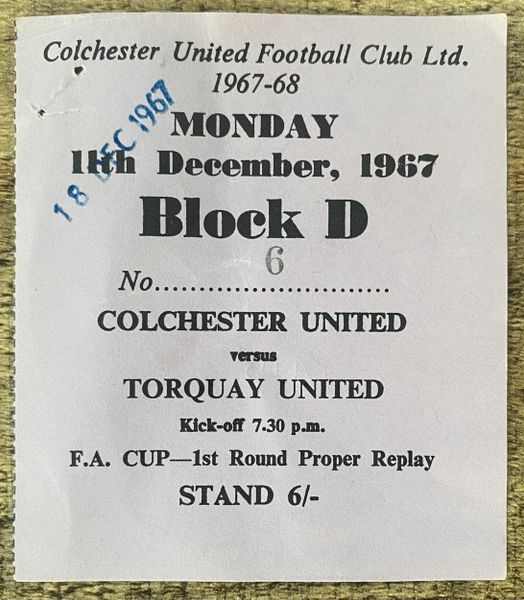 Colchester United Football Club Ltd.
1967-68
MONDAY
11th December, 1967
18 DEC 1967
Block D
6
No...........................
COLCHESTER UNITED
versus
TORQUAY UNITED
Kick-off 7.30 p.m.
F.A. CUP—1st Round Proper Replay
STAND 6/-